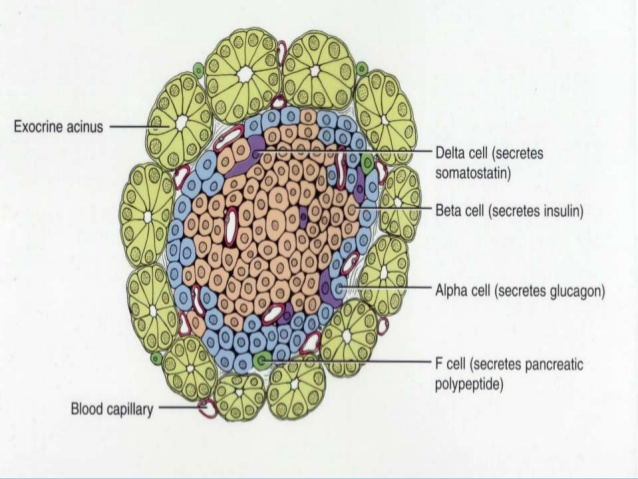 Exocrine acinus
Delta cell (secretes
somatostatin)
Beta cell (secretes insulin)
Alpha cell (secretes glucagon)
F cell (secretes pancreatic
polypeptide)
Blood capillary